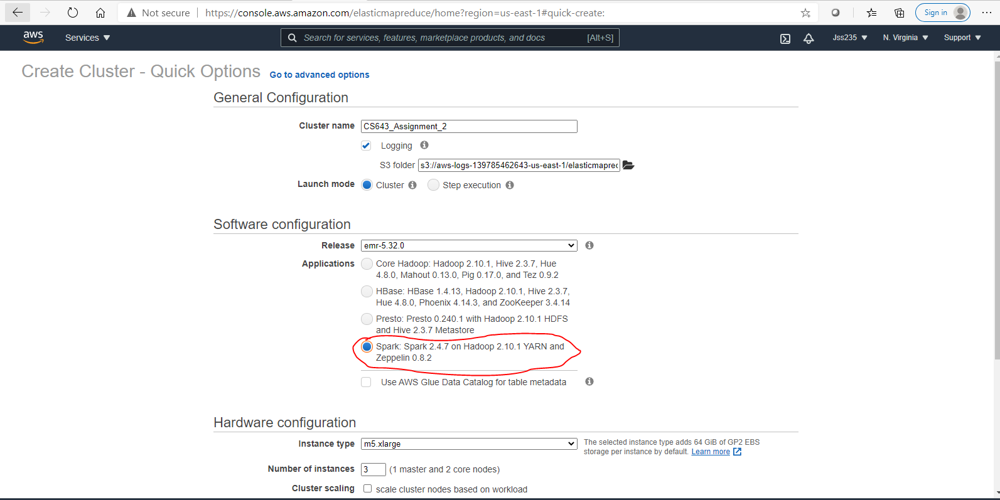 Not secure https://console.aws.amazon.com/elasticmapreduce/home?region=us-east-1#quick-create: Sign in
aws Services Search for services, features, marketplace products, and docs [Alt+S] Jss235 N. Virginia Support
Create Cluster - Quick Options Go to advanced options
General Configuration
Cluster name CS643_Assignment_2
Logging
S3 folder s3://aws-logs-139785462643-us-east-1/elasticmapred
Launch mode Cluster Step execution
Software configuration
Release emr-5.32.0
Applications Core Hadoop: Hadoop 2.10.1, Hive 2.3.7, Hue
4.8.0, Mahout 0.13.0, Pig 0.17.0, and Tez 0.9.2
HBase: HBase 1.4.13, Hadoop 2.10.1, Hive 2.3.7,
Hue 4.8.0, Phoenix 4.14.3, and ZooKeeper 3.4.14
Presto: Presto 0.240.1 with Hadoop 2.10.1 HDFS
and Hive 2.3.7 Metastore
Spark: Spark 2.4.7 on Hadoop 2.10.1 YARN and
Zeppelin 0.8.2
Use AWS Glue Data Catalog for table metadata
Hardware configuration
Instance type m5.xlarge The selected instance type adds 64 GiB of GP2 EBS
storage per instance by default. Learn more
Number of instances 3 (1 master and 2 core nodes)
Cluster scaling scale cluster nodes based on workload